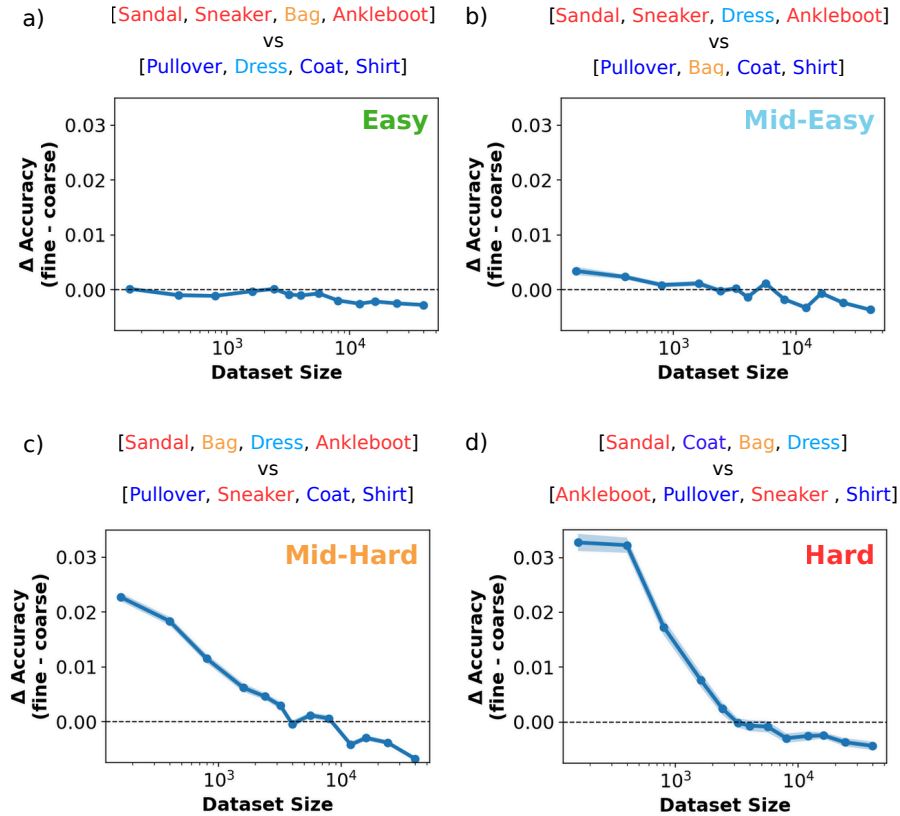 a)
[Sandal, Sneaker, Bag, Ankleboot]
vs
[Pullover, Dress, Coat, Shirt]
Easy
0.03
0.02
0.01
0.00
Δ Accuracy
(fine - coarse)
10³
10⁴
Dataset Size
b)
[Sandal, Sneaker, Dress, Ankleboot]
vs
[Pullover, Bag, Coat, Shirt]
Mid-Easy
0.03
0.02
0.01
0.00
Δ Accuracy
(fine - coarse)
10³
10⁴
Dataset Size
c)
[Sandal, Bag, Dress, Ankleboot]
vs
[Pullover, Sneaker, Coat, Shirt]
Mid-Hard
0.03
0.02
0.01
0.00
Δ Accuracy
(fine - coarse)
10³
10⁴
Dataset Size
d)
[Sandal, Coat, Bag, Dress]
vs
[Ankleboot, Pullover, Sneaker , Shirt]
Hard
0.03
0.02
0.01
0.00
Δ Accuracy
(fine - coarse)
10³
10⁴
Dataset Size